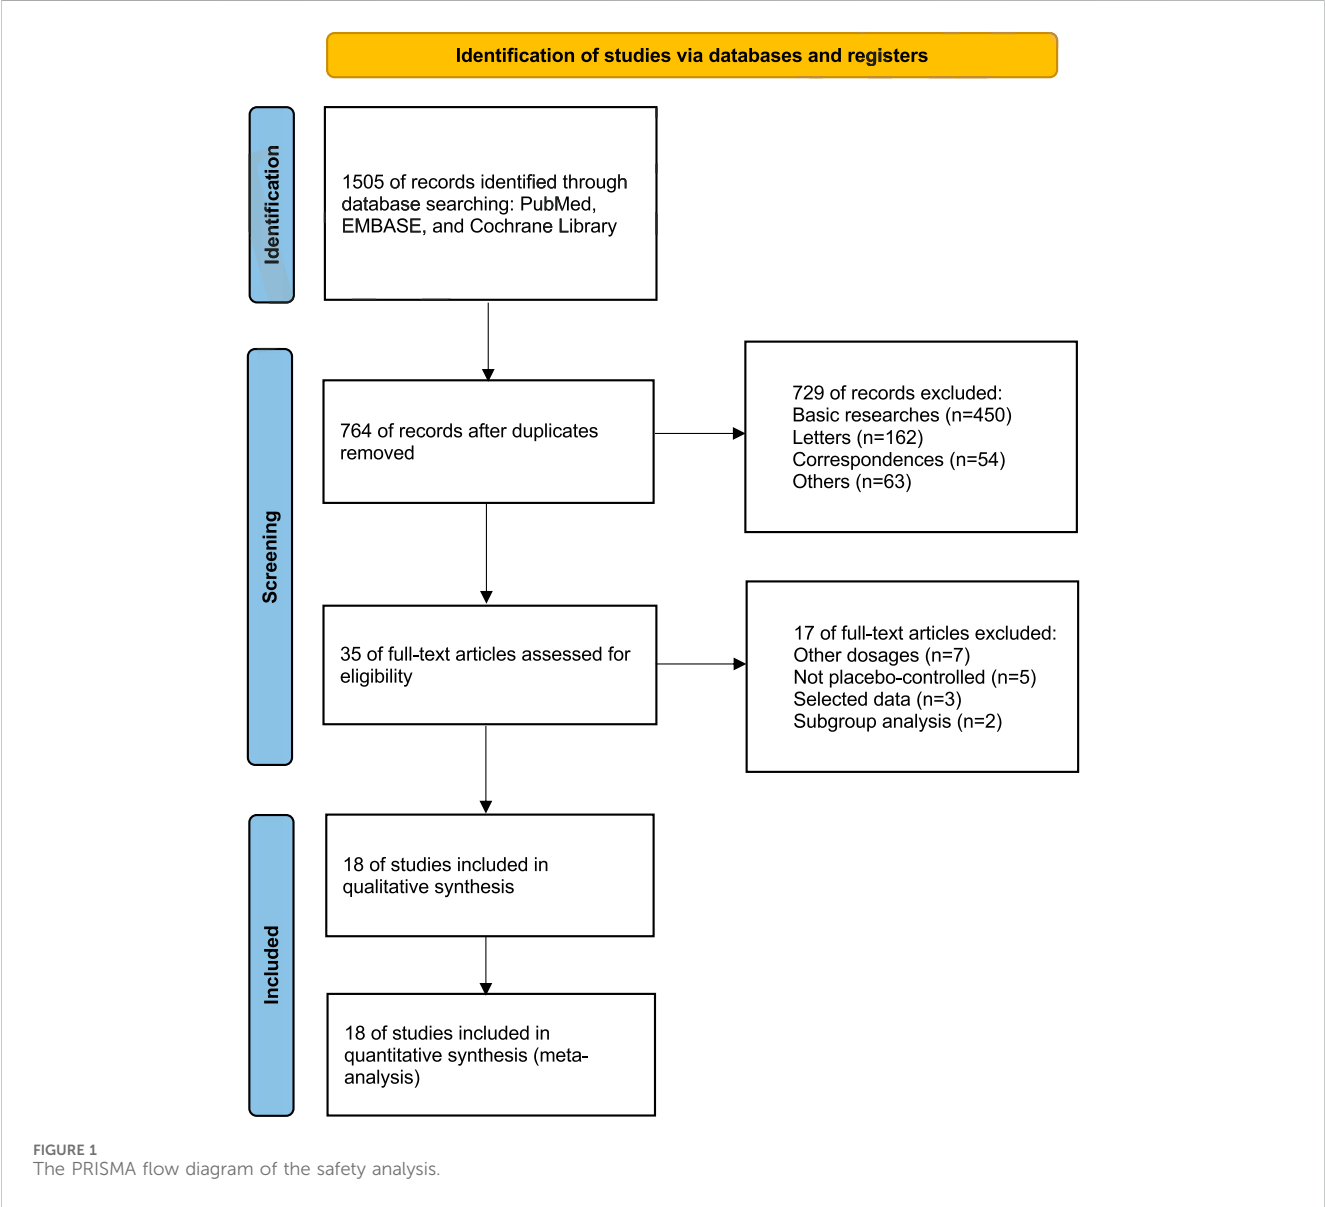 Identification of studies via databases and registers
Identification
1505 of records identified through
database searching: PubMed,
EMBASE, and Cochrane Library
Screening
764 of records after duplicates
removed
729 of records excluded:
Basic researches (n=450)
Letters (n=162)
Correspondences (n=54)
Others (n=63)
35 of full-text articles assessed for
eligibility
17 of full-text articles excluded:
Other dosages (n=7)
Not placebo-controlled (n=5)
Selected data (n=3)
Subgroup analysis (n=2)
Included
18 of studies included in
qualitative synthesis
18 of studies included in
quantitative synthesis (meta-
analysis)
FIGURE 1
The PRISMA flow diagram of the safety analysis.